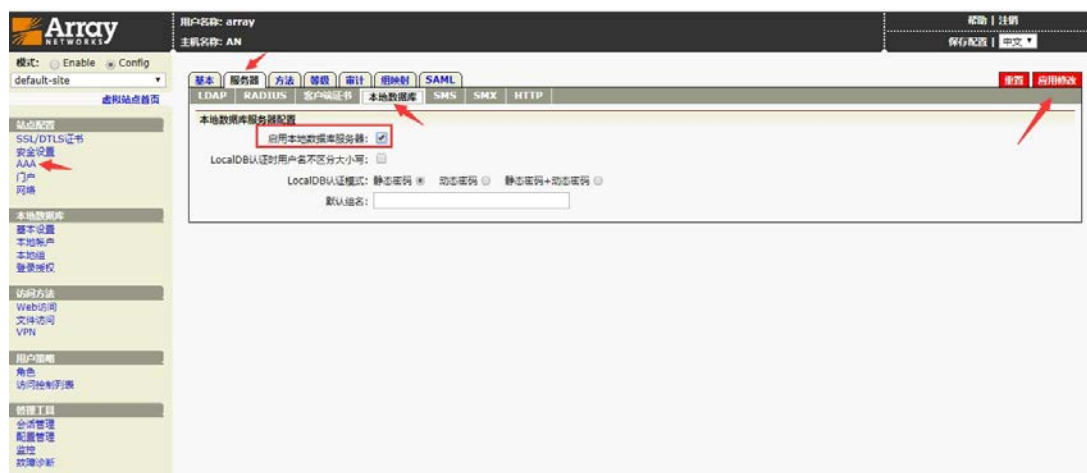 Array
NETWORKS
用户名称: array
主机名称: AN
帮助 | 注销
保存配置 | 中文
模式: Enable Config
default-site
虚拟站点首页
基本 服务器 方法 等级 审计 组映射 SAML
重置 应用修改
LDAP RADIUS 客户端证书 本地数据库 SMS SMX HTTP
站点配置
SSL/DTLS证书
安全设置
AAA
门户
网络
本地数据库
基本设置
本地帐户
本地组
登录授权
访问方法
Web访问
文件访问
VPN
用户策略
角色
访问控制列表
管理工具
会话管理
配置管理
监控
故障诊断
本地数据库服务器配置
启用本地数据库服务器:
LocalDB认证时用户名不区分大小写:
LocalDB认证模式: 静态密码 动态密码 静态密码+动态密码
默认组名: